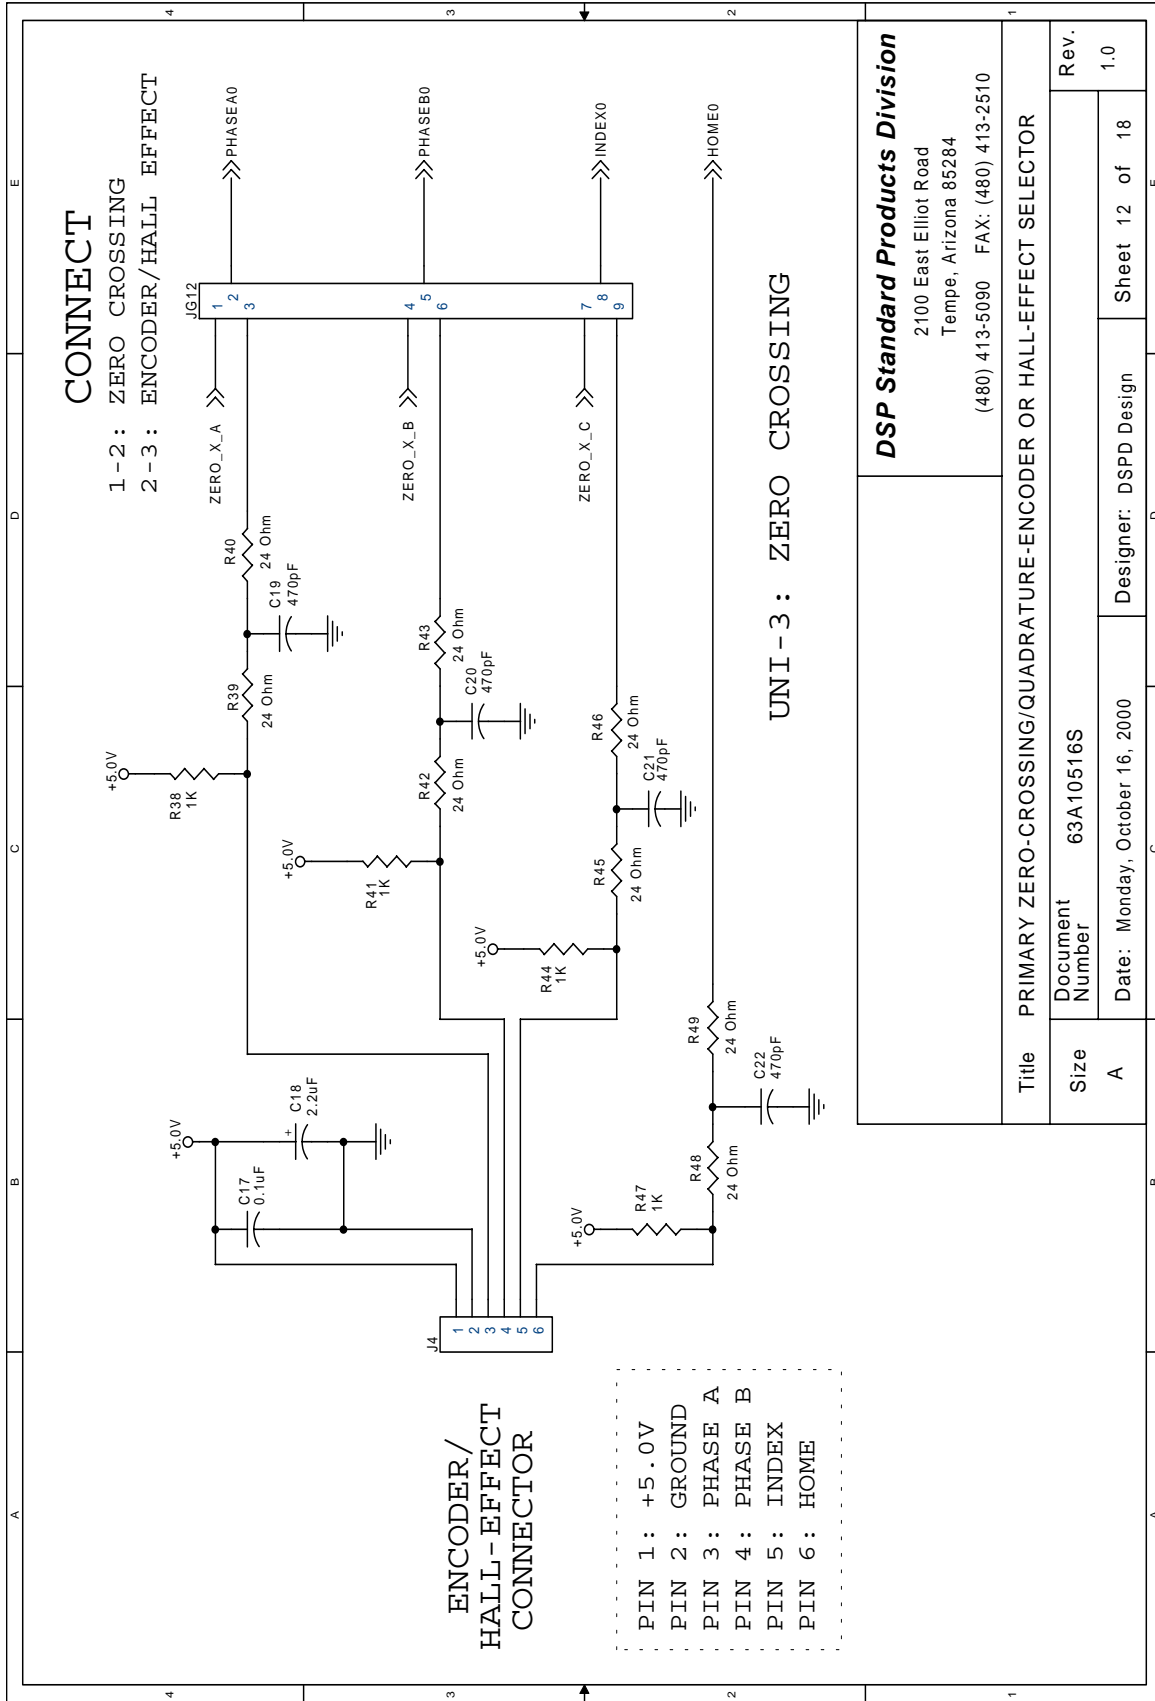 A
B
C
D
E
4
3
2
1
CONNECT
1-2: ZERO CROSSING
2-3: ENCODER/HALL EFFECT
+5.0V
R38
1K
R39
24 Ohm
C19
470pF
R40
24 Ohm
ZERO_X_A
JG12
1
2
3
4
5
6
7
8
9
PHASEA0
+5.0V
C17
0.1uF
C18
2.2uF
+
+5.0V
R41
1K
R42
24 Ohm
C20
470pF
R43
24 Ohm
ZERO_X_B
PHASEB0
+5.0V
R44
1K
R45
24 Ohm
C21
470pF
R46
24 Ohm
ZERO_X_C
INDEX0
ENCODER/
HALL-EFFECT
CONNECTOR
J4
1
2
3
4
5
6
+5.0V
R47
1K
R48
24 Ohm
C22
470pF
R49
24 Ohm
HOME0
PIN 1: +5.0V
PIN 2: GROUND
PIN 3: PHASE A
PIN 4: PHASE B
PIN 5: INDEX
PIN 6: HOME
UNI-3: ZERO CROSSING
DSP Standard Products Division
2100 East Elliot Road
Tempe, Arizona 85284
(480) 413-5090 FAX: (480) 413-2510
Title PRIMARY ZERO-CROSSING/QUADRATURE-ENCODER OR HALL-EFFECT SELECTOR
Size
A
Document
Number
63A10516S
Rev.
1.0
Date: Monday, October 16, 2000
Designer: DSPD Design
Sheet 12 of 18
4
3
2
1
A
B
C
D
E